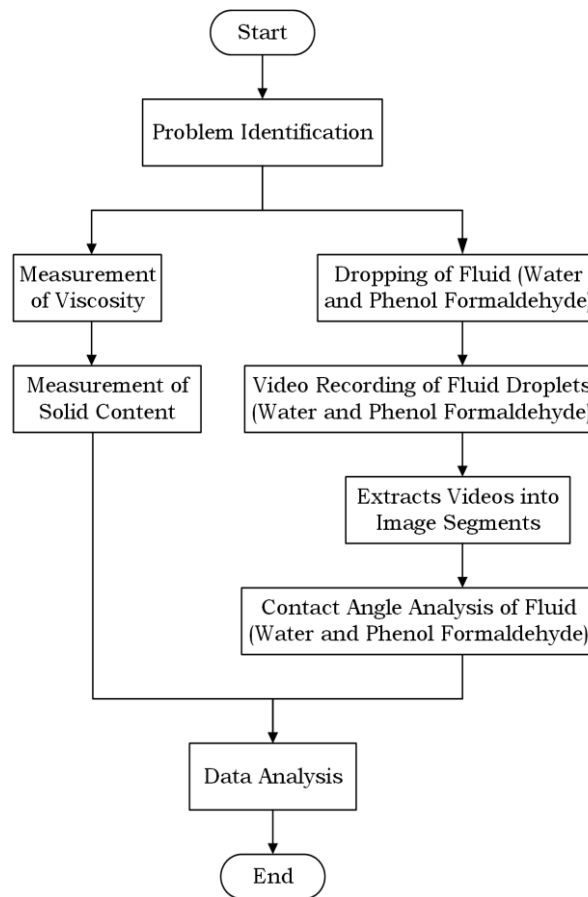 Start
Problem Identification
Measurement
of Viscosity
Measurement of
Solid Content
Dropping of Fluid (Water
and Phenol Formaldehyde)
Video Recording of Fluid Droplets
(Water and Phenol Formaldehyde)
Extracts Videos into
Image Segments
Contact Angle Analysis of Fluid
(Water and Phenol Formaldehyde)
Data Analysis
End